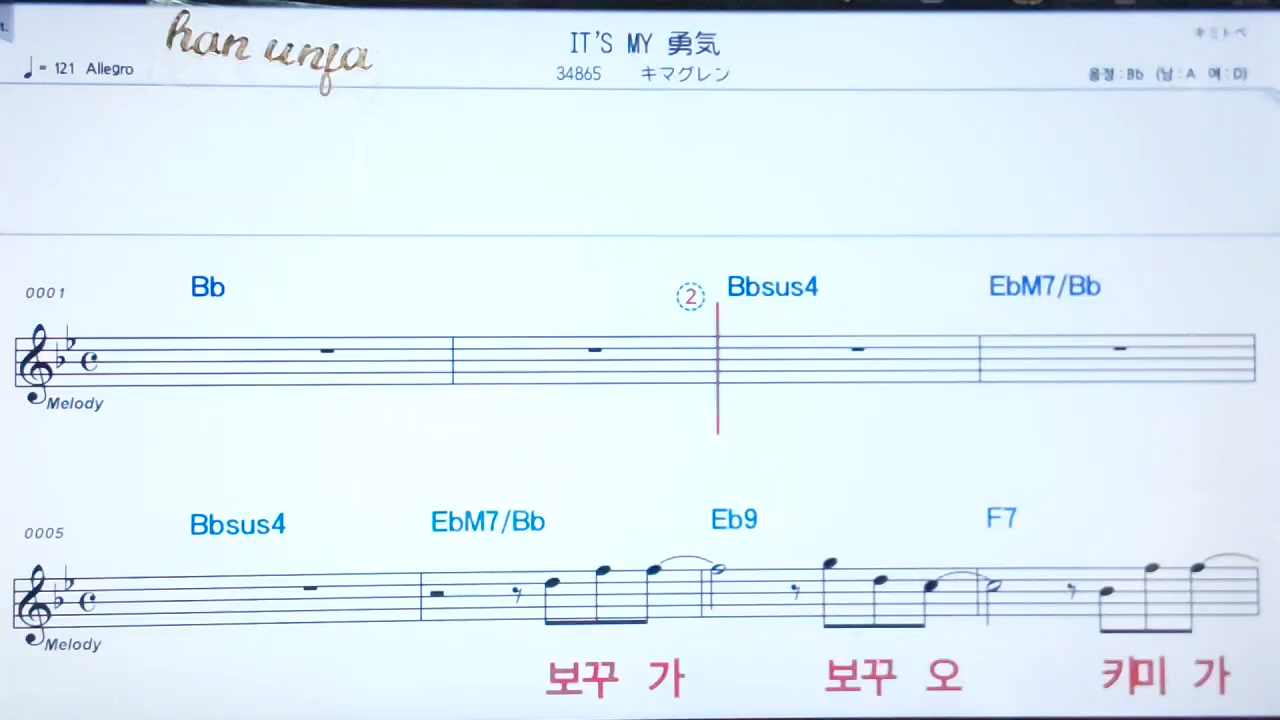 t.
han unfa
IT'S MY 勇気
キミトベ
♩= 121 Allegro
34865 キマグレン
음정 : Bb (남 : A 여 : D)
0001 Bb ② Bbsus4 EbM7/Bb
Melody
0005 Bbsus4 EbM7/Bb Eb9 F7
Melody
보꾸 가 보꾸 오 키미 가